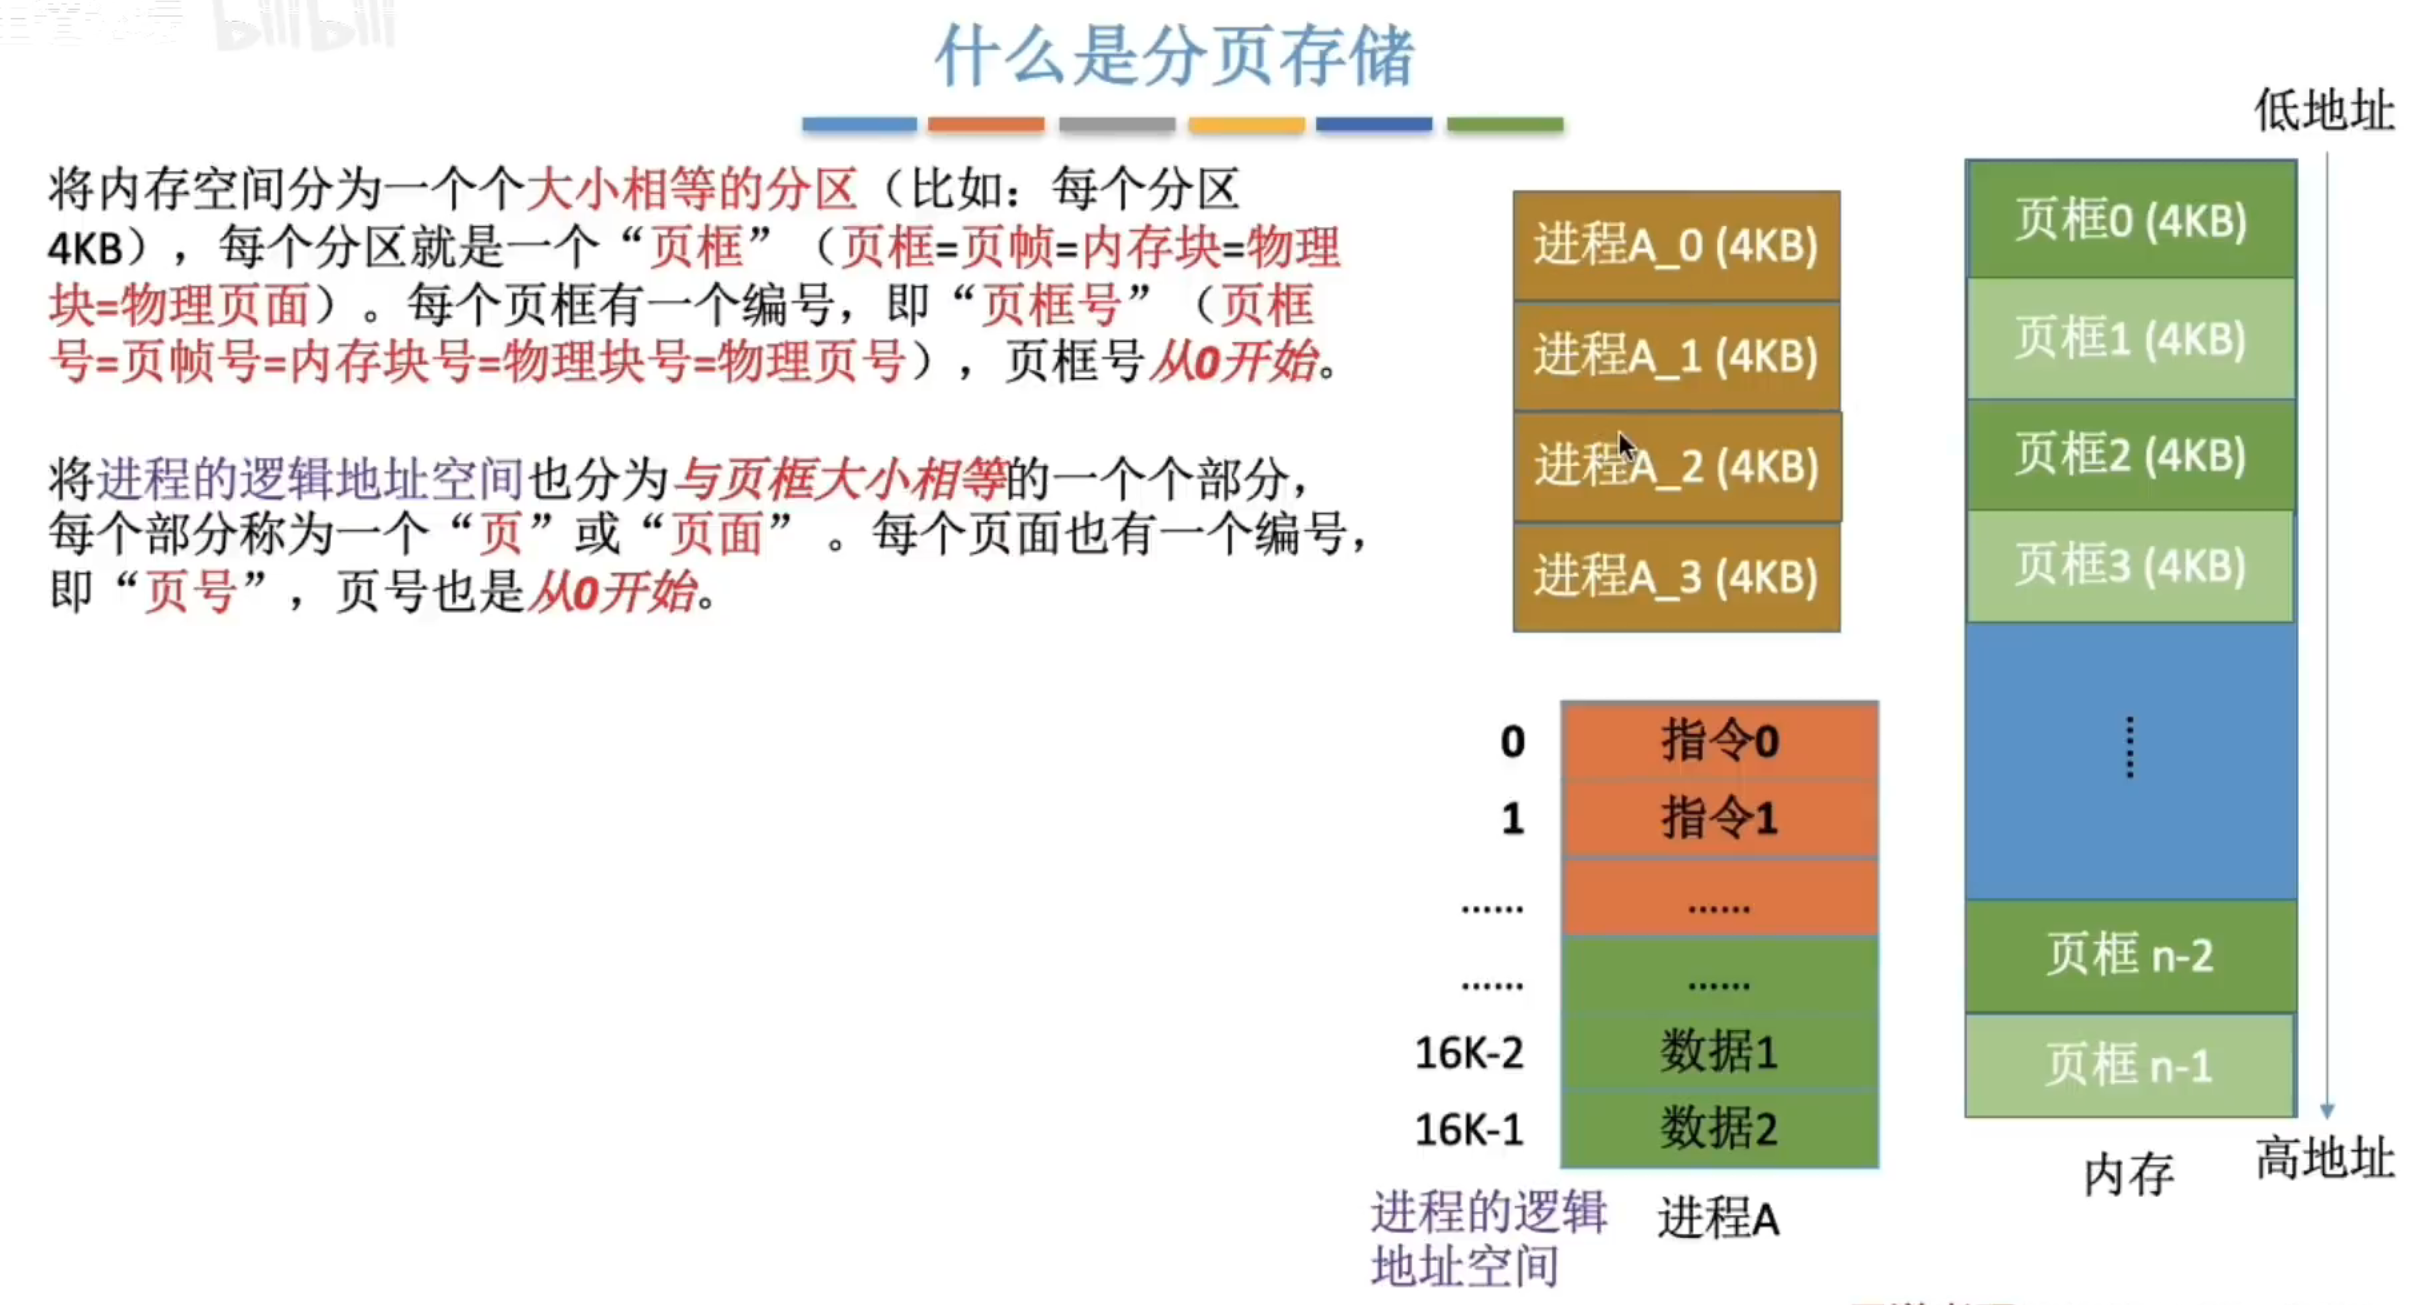 bilibili
什么是分页存储
将内存空间分为一个个大小相等的分区（比如：每个分区
4KB），每个分区就是一个“页框”（页框=页帧=内存块=物理
块=物理页面）。每个页框有一个编号，即“页框号”（页框
号=页帧号=内存块号=物理块号=物理页号），页框号从0开始。
将进程的逻辑地址空间也分为与页框大小相等的一个个部分，
每个部分称为一个“页”或“页面” 。每个页面也有一个编号，
即“页号”，页号也是从0开始。
进程A_0 (4KB)
进程A_1 (4KB)
进程A_2 (4KB)
进程A_3 (4KB)
0 指令0
1 指令1
...... ......
...... ......
16K-2 数据1
16K-1 数据2
进程的逻辑
地址空间
进程A
低地址
页框0 (4KB)
页框1 (4KB)
页框2 (4KB)
页框3 (4KB)
......
页框 n-2
页框 n-1
内存
高地址